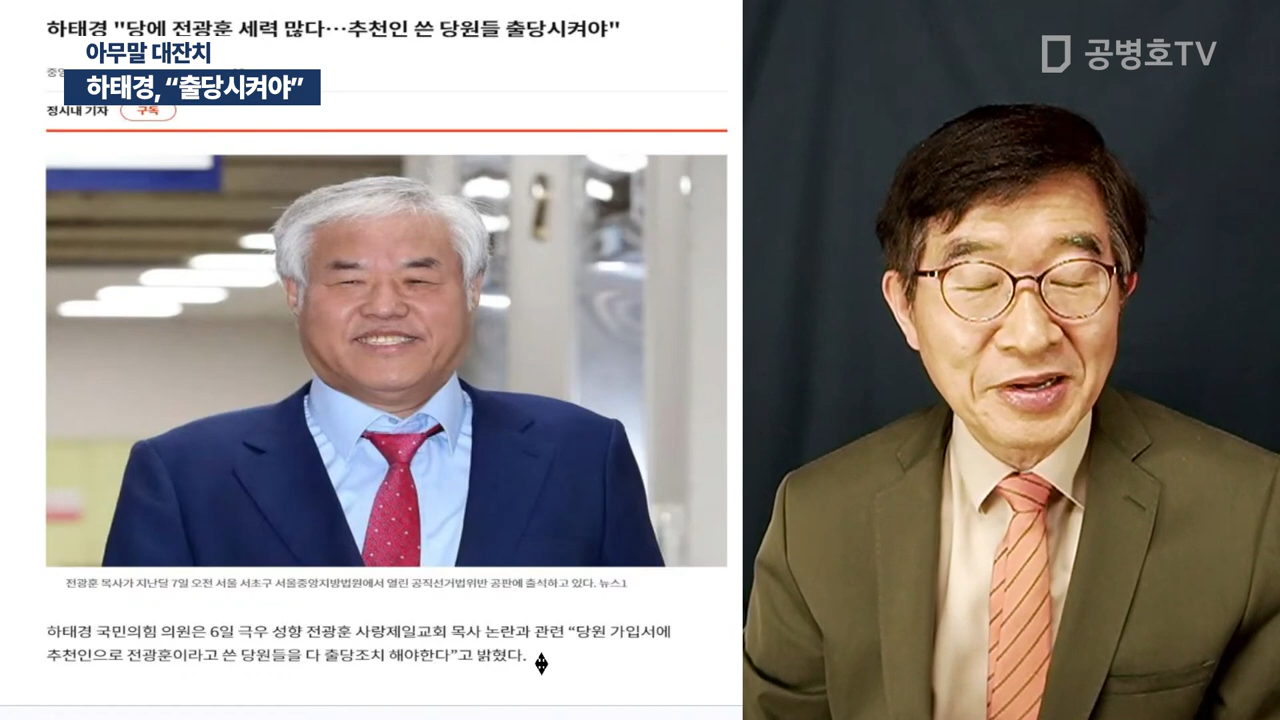 하태경 "당에 전광훈 세력 많다…추천인 쓴 당원들 출당시켜야"
아무말 대잔치
중앙
하태경, “출당시켜야”
정시내 기자 구독
공병호TV
전광훈 목사가 지난달 7일 오전 서울 서초구 서울중앙지방법원에서 열린 공직선거법위반 공판에 출석하고 있다. 뉴스1
하태경 국민의힘 의원은 6일 극우 성향 전광훈 사랑제일교회 목사 논란과 관련 “당원 가입서에
추천인으로 전광훈이라고 쓴 당원들을 다 출당조치 해야한다”고 밝혔다.